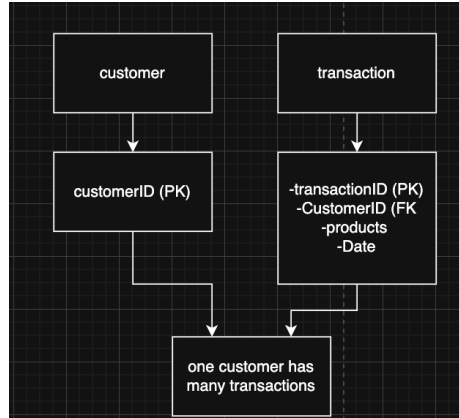 customer
transaction
customerID (PK)
-transactionID (PK)
-CustomerID (FK
-products
-Date
one customer has
many transactions